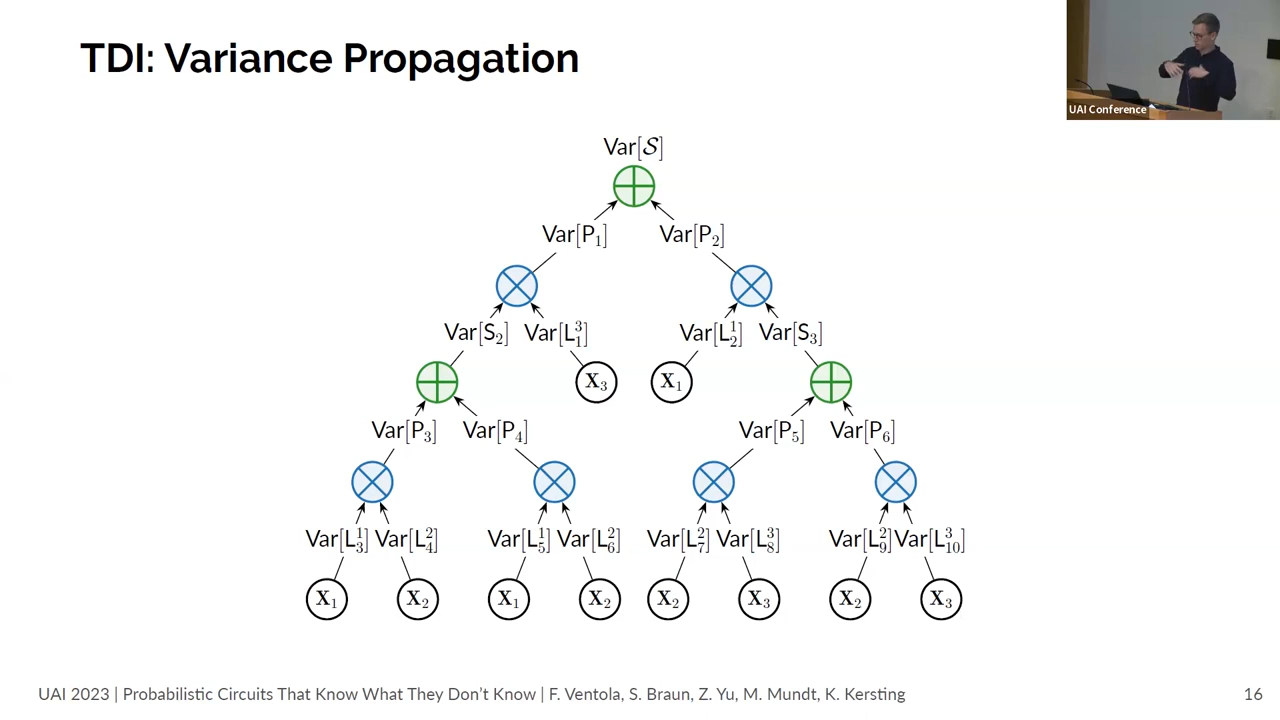 TDI: Variance Propagation
UAI Conference
Var[𝒮]
Var[P₁] Var[P₂]
Var[S₂] Var[L₁³] Var[L₂¹] Var[S₃]
X₃ X₁
Var[P₃] Var[P₄] Var[P₅] Var[P₆]
Var[L₃¹] Var[L₄²] Var[L₅¹] Var[L₆²] Var[L₇²] Var[L₈³] Var[L₉²] Var[L₁₀³]
X₁ X₂ X₁ X₂ X₂ X₃ X₂ X₃
UAI 2023 | Probabilistic Circuits That Know What They Don't Know | F. Ventola, S. Braun, Z. Yu, M. Mundt, K. Kersting
16